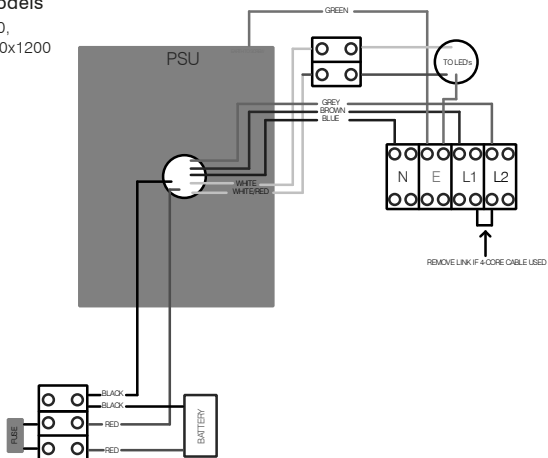 odels
0,
0x1200
GREEN
PSU
TO LED's
GREY
BROWN
BLUE
N E L1 L2
WHITE
WHITE/RED
REMOVE LINK IF 4-CORE CABLE USED
BLACK
BLACK
RED
RED
FUSE
BATTERY